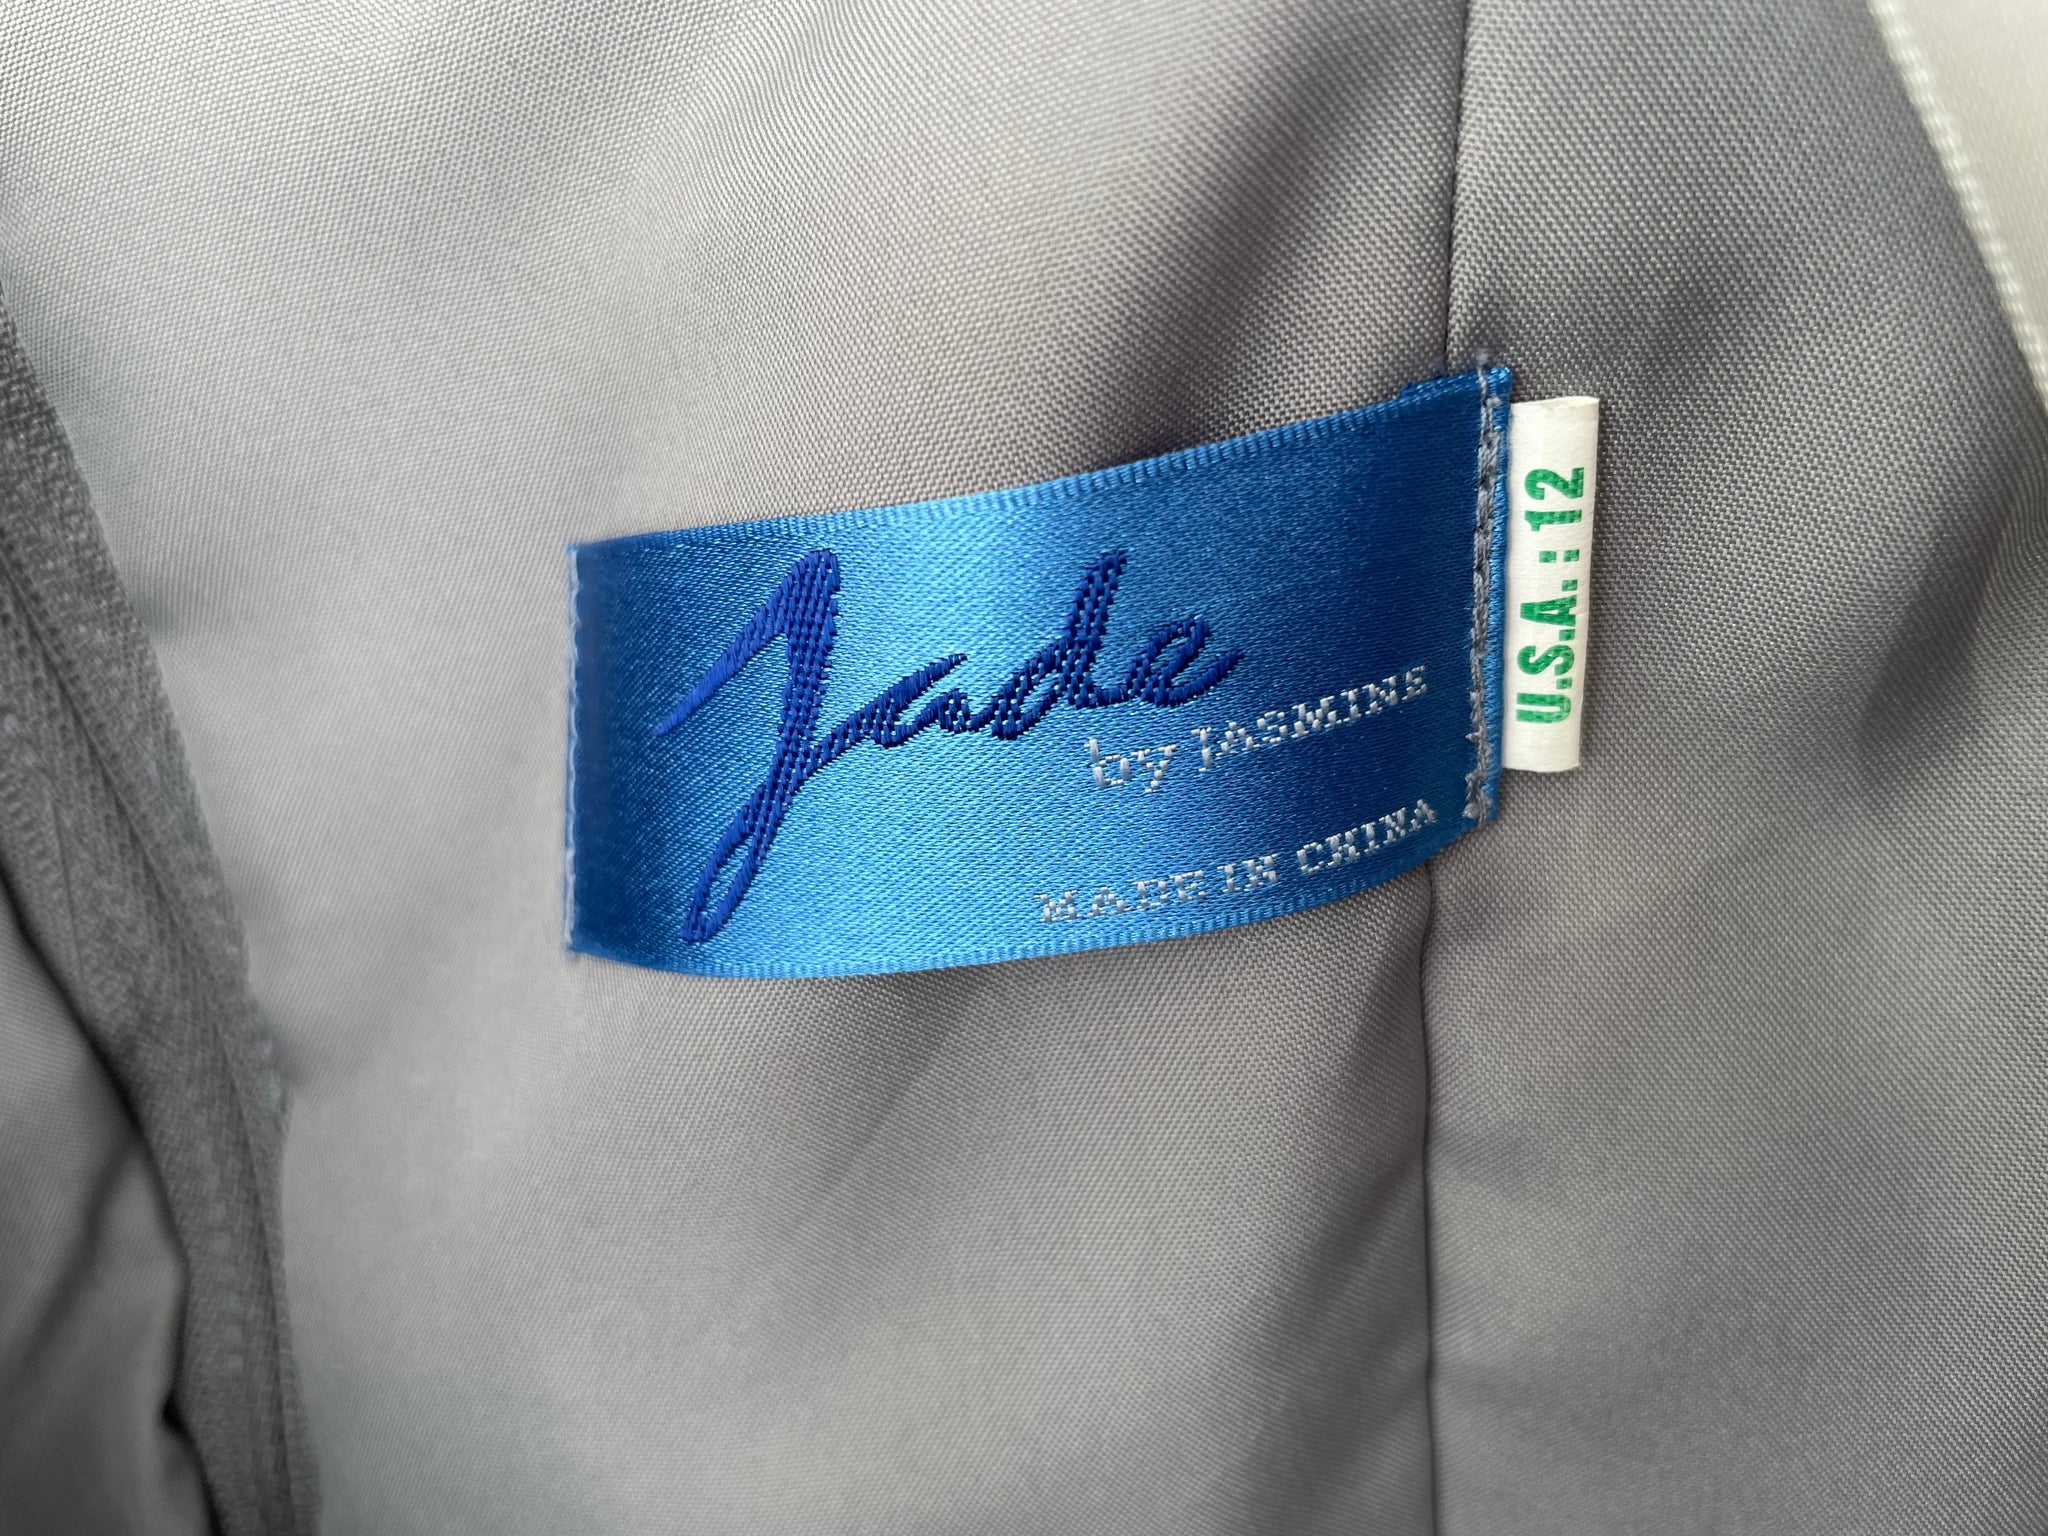 Jade
by JASMINE
MADE IN CHINA
U.S.A. : 12